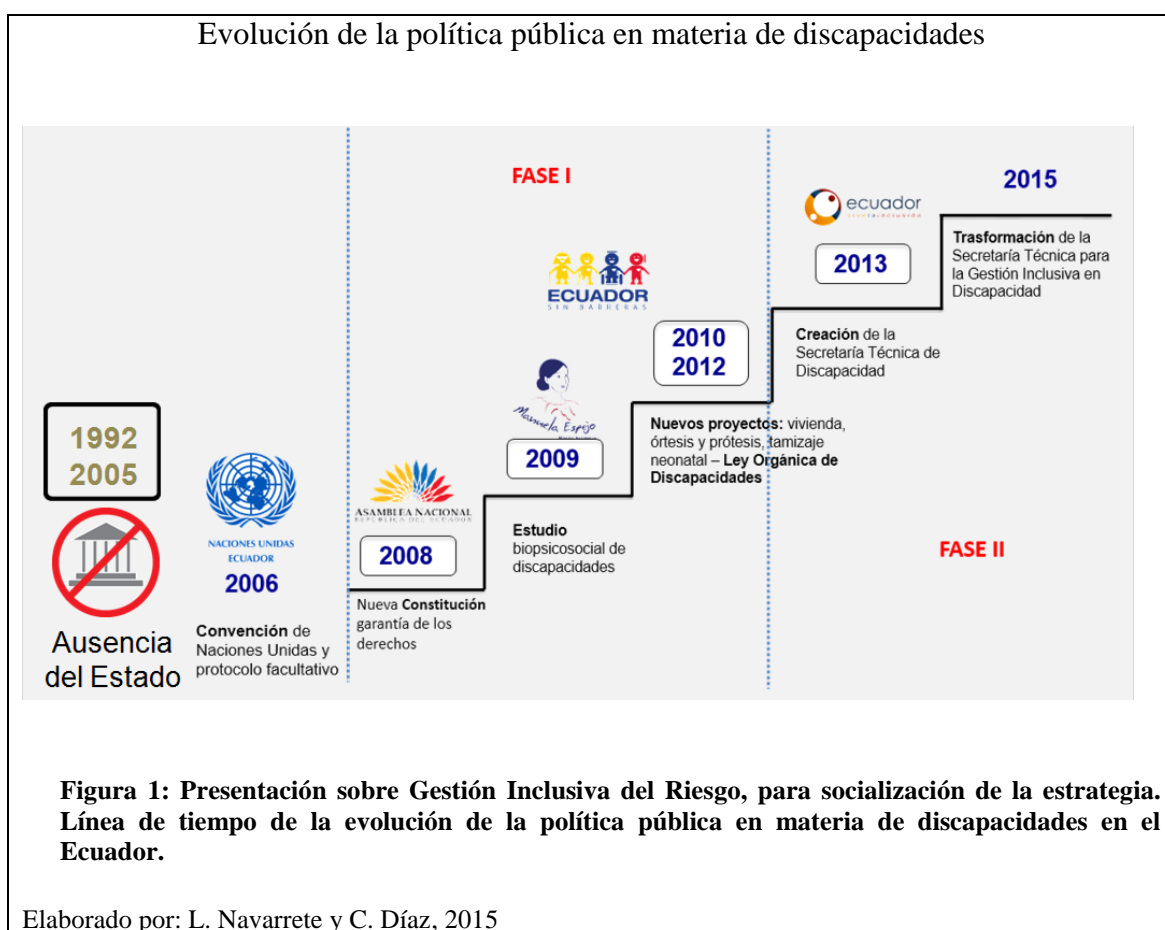 Evolución de la política pública en materia de discapacidades
FASE I
2015
ecuador
2013
Trasformación de la
Secretaría Técnica para
la Gestión Inclusiva en
Discapacidad
ECUADOR
SIN BARRERAS
2010
2012
Creación de la
Secretaría Técnica de
Discapacidad
Manuela Espejo
1992
2005
2009
Nuevos proyectos: vivienda,
órtesis y prótesis, tamizaje
neonatal – Ley Orgánica de
Discapacidades
ASAMBLEA NACIONAL
REPÚBLICA DEL ECUADOR
2008
Estudio
biopsicosocial de
discapacidades
FASE II
NACIONES UNIDAS
ECUADOR
2006
Nueva Constitución
garantía de los
derechos
Ausencia
del Estado
Convención de
Naciones Unidas y
protocolo facultativo
Figura 1: Presentación sobre Gestión Inclusiva del Riesgo, para socialización de la estrategia.
Línea de tiempo de la evolución de la política pública en materia de discapacidades en el
Ecuador.
Elaborado por: L. Navarrete y C. Díaz, 2015